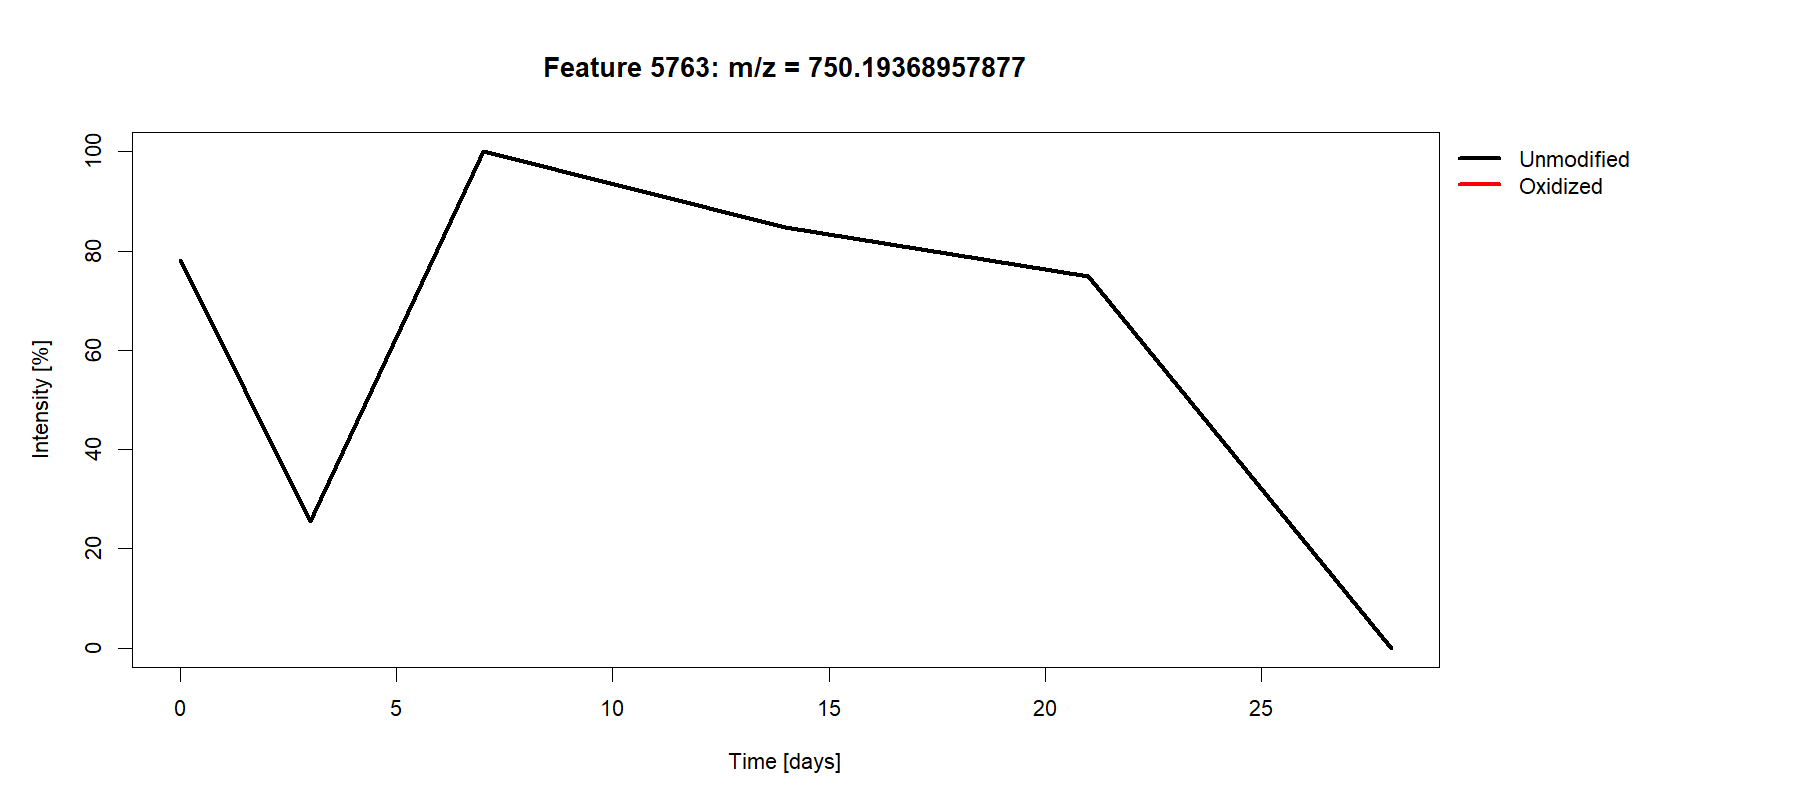 Feature 5763: m/z = 750.19368957877
Unmodified
Oxidized
Intensity [%]
100
80
60
40
20
0
0 5 10 15 20 25
Time [days]